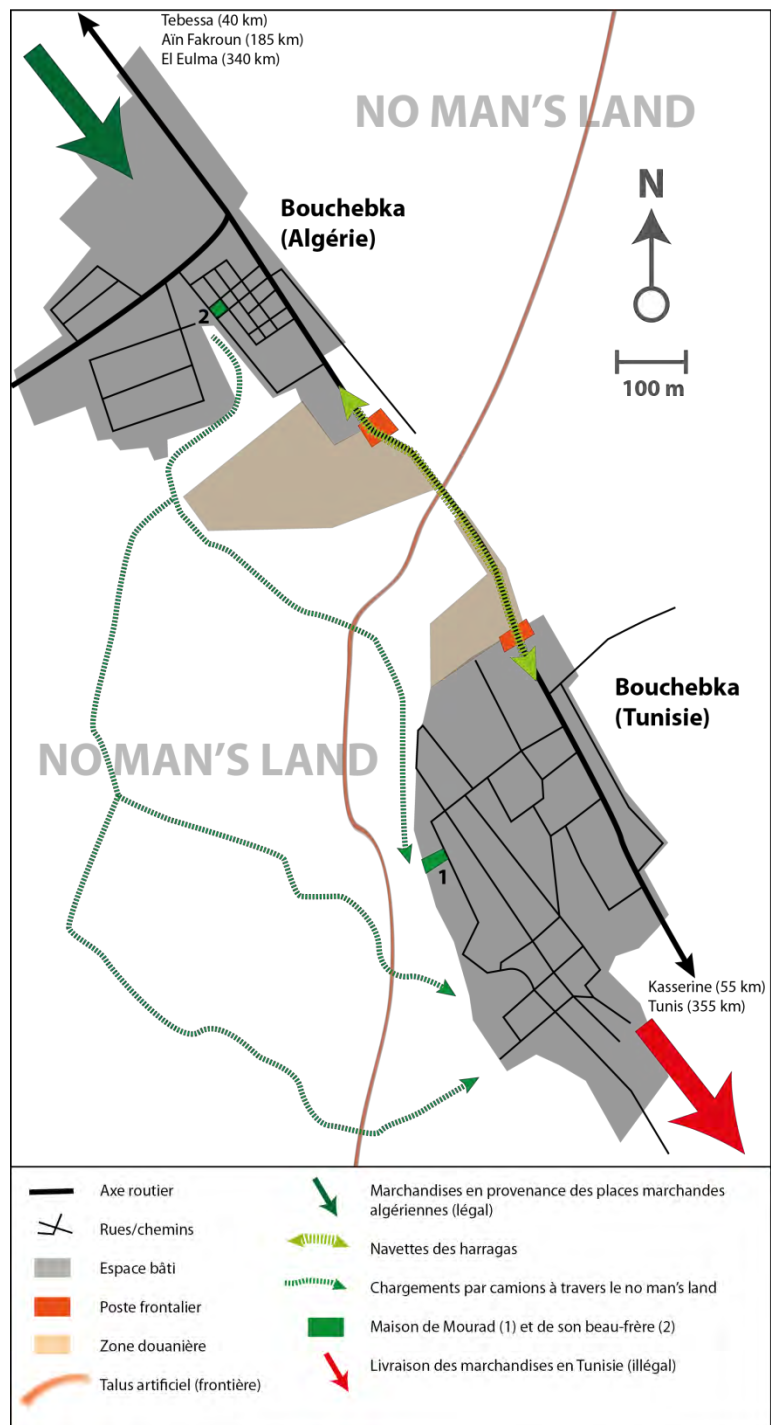 Tebessa (40 km)
Aïn Fakroun (185 km)
El Eulma (340 km)
NO MAN'S LAND
N
100 m
Bouchebka
(Algérie)
2
Bouchebka
(Tunisie)
NO MAN'S LAND
1
Kasserine (55 km)
Tunis (355 km)
Axe routier
Rues/chemins
Espace bâti
Poste frontalier
Zone douanière
Talus artificiel (frontière)
Marchandises en provenance des places marchandes
algériennes (légal)
Navettes des harragas
Chargements par camions à travers le no man's land
Maison de Mourad (1) et de son beau-frère (2)
Livraison des marchandises en Tunisie (illégal)